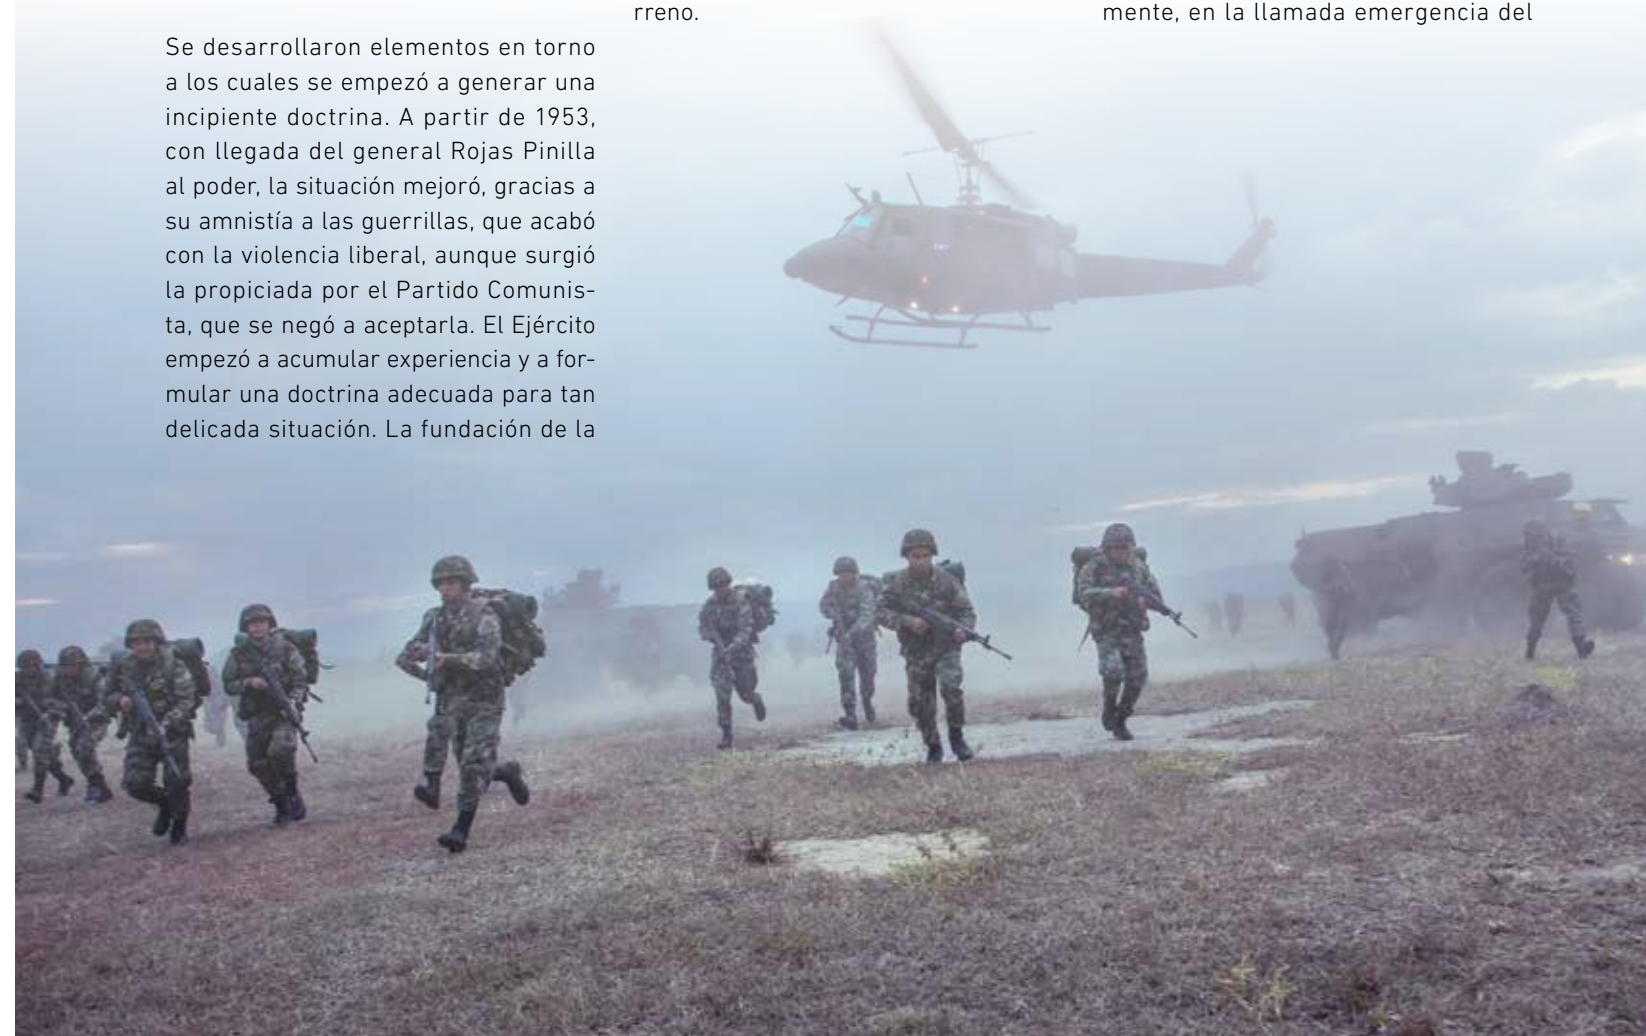 Se desarrollaron elementos en torno
a los cuales se empezó a generar una
incipiente doctrina. A partir de 1953,
con llegada del general Rojas Pinilla
al poder, la situación mejoró, gracias a
su amnistía a las guerrillas, que acabó
con la violencia liberal, aunque surgió
la propiciada por el Partido Comunis-
ta, que se negó a aceptarla. El Ejército
empezó a acumular experiencia y a for-
mular una doctrina adecuada para tan
delicada situación. La fundación de la
rreno.
mente, en la llamada emergencia del